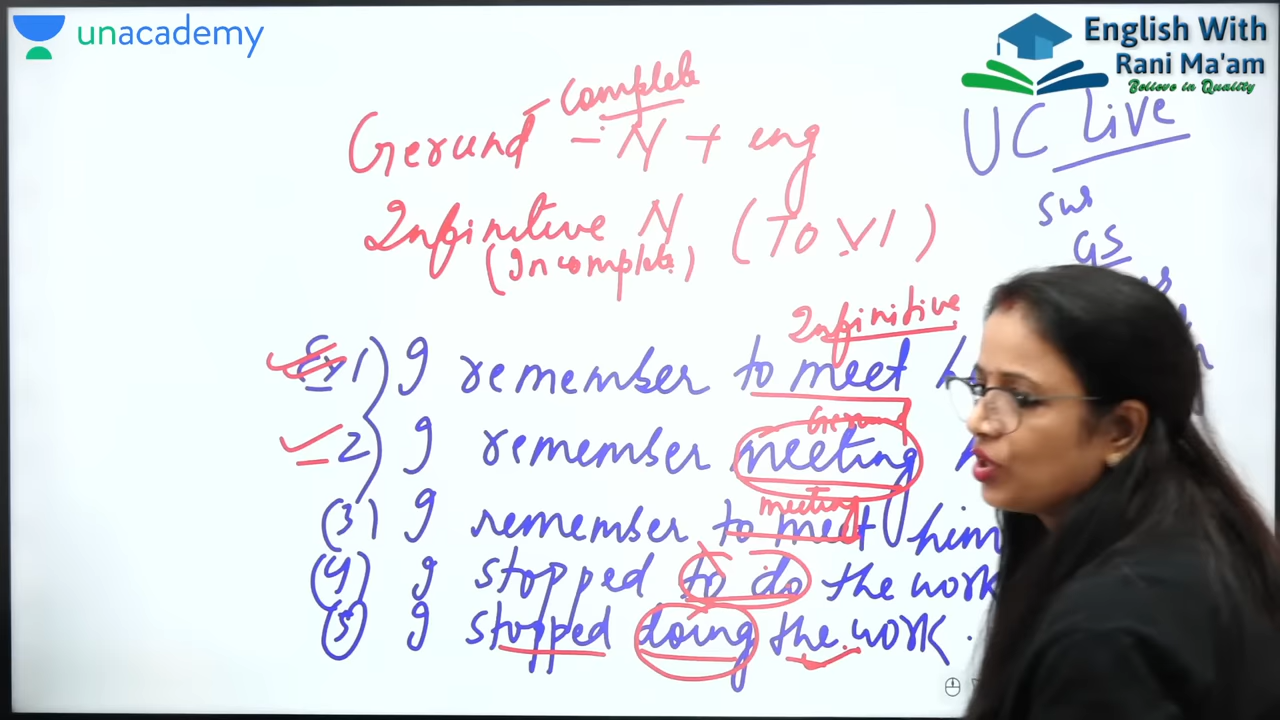 unacademy
English With
Rani Ma'am
Believe in Quality
UC Live
Complete
Gerund - N + ing
Infinitive N (To V1)
(Incomplete)
GS
Infinitive
Ex 1) I remember to meet
Gerund
2) I remember meeting
meeting
(3) I remember to meet him
(4) I stopped to do the work
(5) I stopped doing the work.